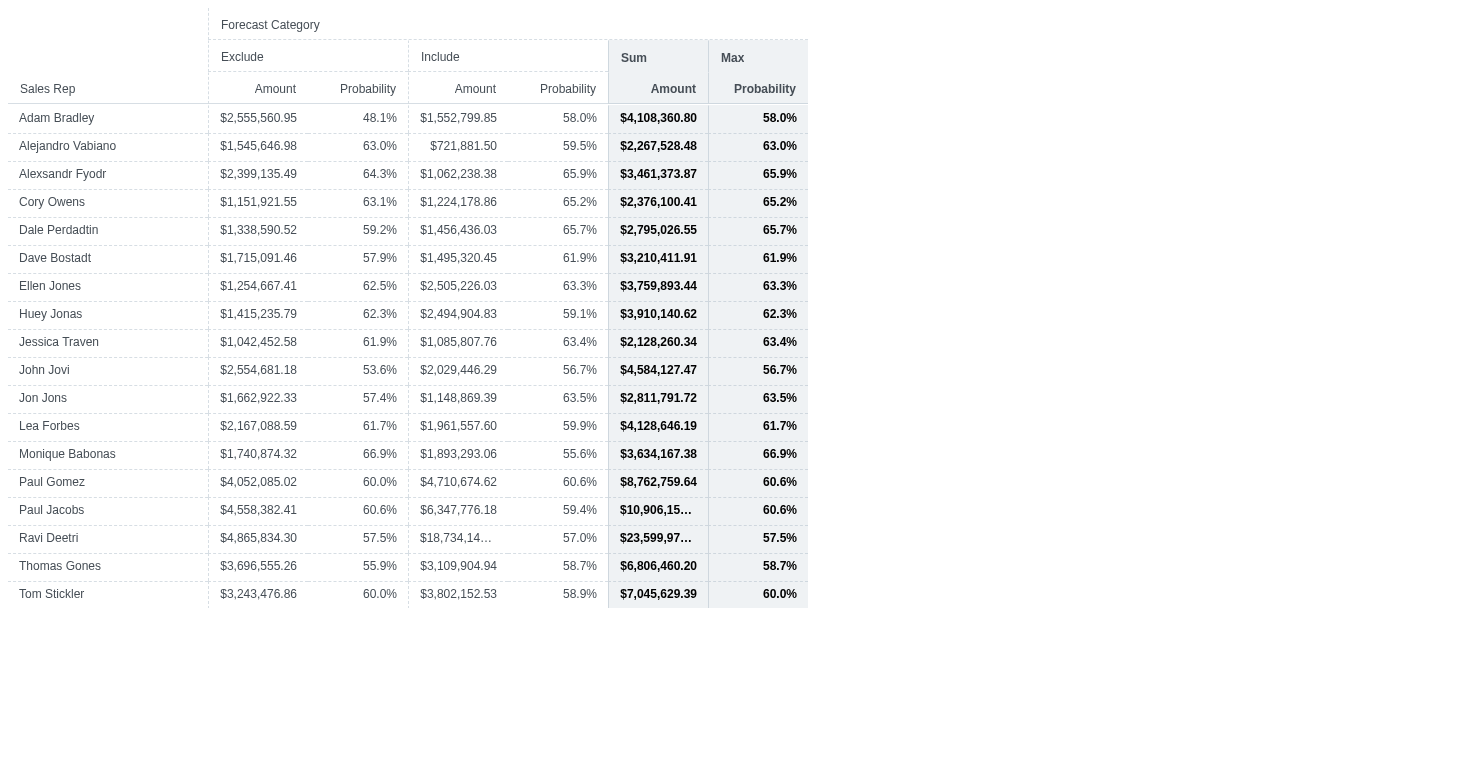 Forecast Category
Exclude Include Sum Max
Sales Rep Amount Probability Amount Probability Amount Probability
Adam Bradley $2,555,560.95 48.1% $1,552,799.85 58.0% $4,108,360.80 58.0%
Alejandro Vabiano $1,545,646.98 63.0% $721,881.50 59.5% $2,267,528.48 63.0%
Alexsandr Fyodr $2,399,135.49 64.3% $1,062,238.38 65.9% $3,461,373.87 65.9%
Cory Owens $1,151,921.55 63.1% $1,224,178.86 65.2% $2,376,100.41 65.2%
Dale Perdadtin $1,338,590.52 59.2% $1,456,436.03 65.7% $2,795,026.55 65.7%
Dave Bostadt $1,715,091.46 57.9% $1,495,320.45 61.9% $3,210,411.91 61.9%
Ellen Jones $1,254,667.41 62.5% $2,505,226.03 63.3% $3,759,893.44 63.3%
Huey Jonas $1,415,235.79 62.3% $2,494,904.83 59.1% $3,910,140.62 62.3%
Jessica Traven $1,042,452.58 61.9% $1,085,807.76 63.4% $2,128,260.34 63.4%
John Jovi $2,554,681.18 53.6% $2,029,446.29 56.7% $4,584,127.47 56.7%
Jon Jons $1,662,922.33 57.4% $1,148,869.39 63.5% $2,811,791.72 63.5%
Lea Forbes $2,167,088.59 61.7% $1,961,557.60 59.9% $4,128,646.19 61.7%
Monique Babonas $1,740,874.32 66.9% $1,893,293.06 55.6% $3,634,167.38 66.9%
Paul Gomez $4,052,085.02 60.0% $4,710,674.62 60.6% $8,762,759.64 60.6%
Paul Jacobs $4,558,382.41 60.6% $6,347,776.18 59.4% $10,906,15… 60.6%
Ravi Deetri $4,865,834.30 57.5% $18,734,14… 57.0% $23,599,97… 57.5%
Thomas Gones $3,696,555.26 55.9% $3,109,904.94 58.7% $6,806,460.20 58.7%
Tom Stickler $3,243,476.86 60.0% $3,802,152.53 58.9% $7,045,629.39 60.0%